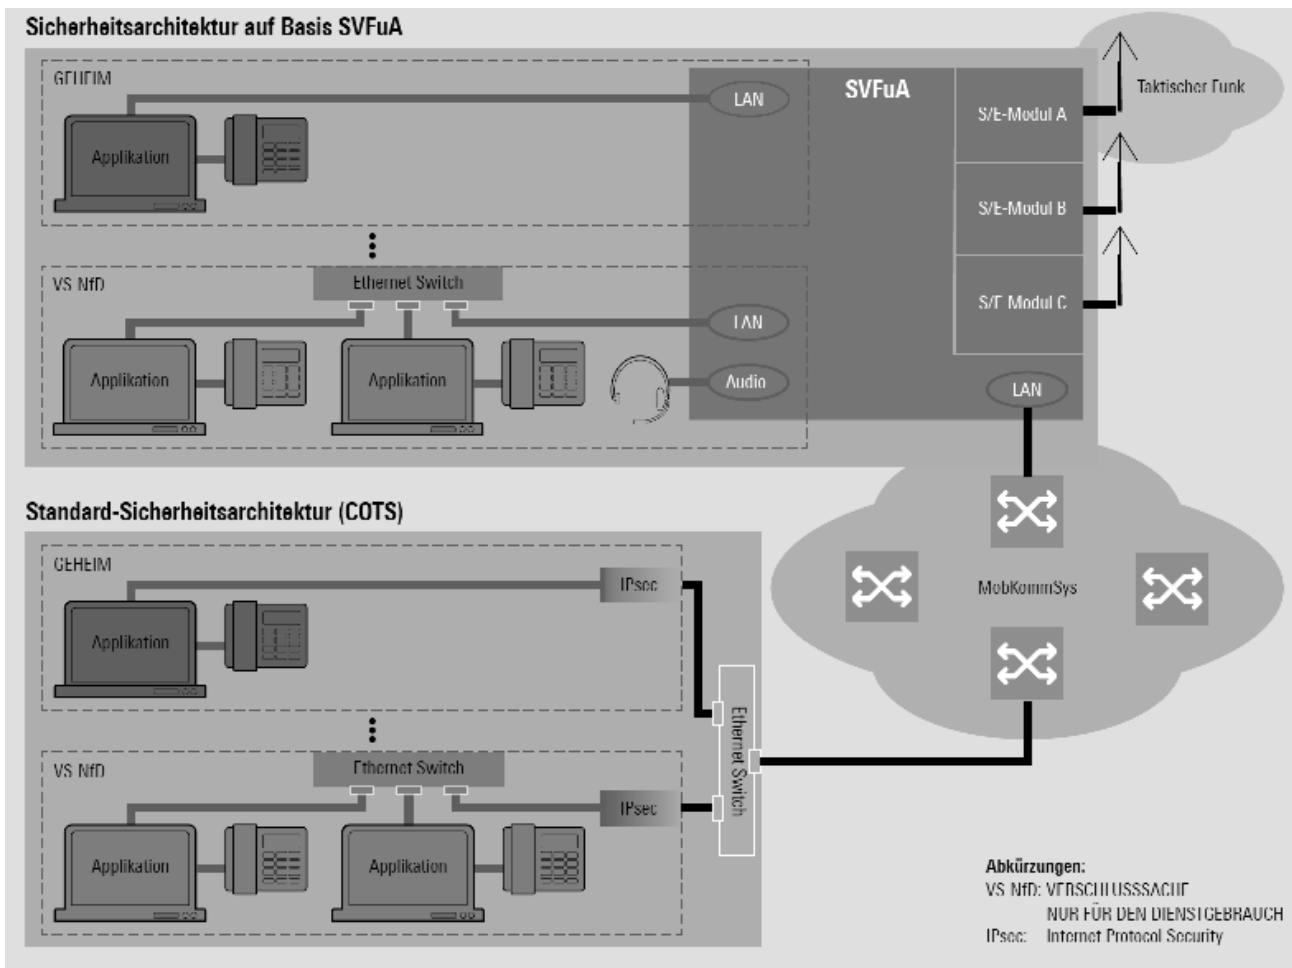 Sicherheitsarchitektur auf Basis SVFuA
GEHEIM
LAN
SVFuA
S/E-Modul A
Taktischer Funk
Applikation
S/E-Modul B
VS NfD
Ethernet Switch
S/E Modul C
LAN
Applikation
Applikation
Audio
LAN
Standard-Sicherheitsarchitektur (COTS)
GEHEIM
IPsec
MobKommSys
Applikation
Ethernet Switch
VS NfD
Ethernet Switch
IPsec
Applikation
Applikation
Abkürzungen:
VS NfD: VERSCHLUSSSACHE
NUR FÜR DEN DIENSTGEBRAUCH
IPsec: Internet Protocol Security